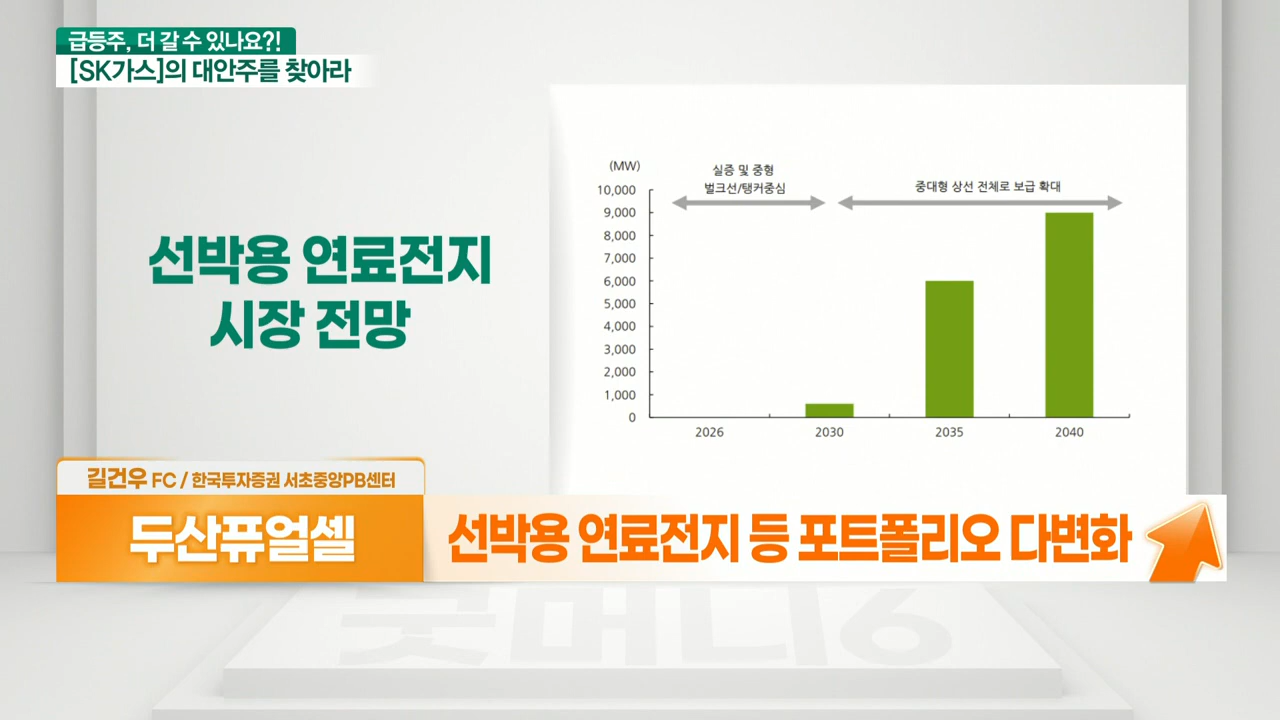 급등주, 더 갈 수 있나요?!
[SK가스]의 대안주를 찾아라
선박용 연료전지
시장 전망
(MW)
실증 및 중형
벌크선/탱커중심
중대형 상선 전체로 보급 확대
10,000
9,000
8,000
7,000
6,000
5,000
4,000
3,000
2,000
1,000
0
2026 2030 2035 2040
길건우 FC / 한국투자증권 서초중앙PB센터
두산퓨얼셀
선박용 연료전지 등 포트폴리오 다변화
굿머니6